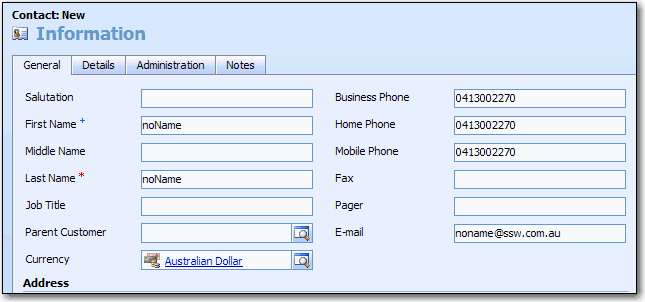 Contact: New
Information
General Details Administration Notes
Salutation Business Phone 0413002270
First Name + noName Home Phone 0413002270
Middle Name Mobile Phone 0413002270
Last Name * noName Fax
Job Title Pager
Parent Customer E-mail noname@ssw.com.au
Currency Australian Dollar
Address